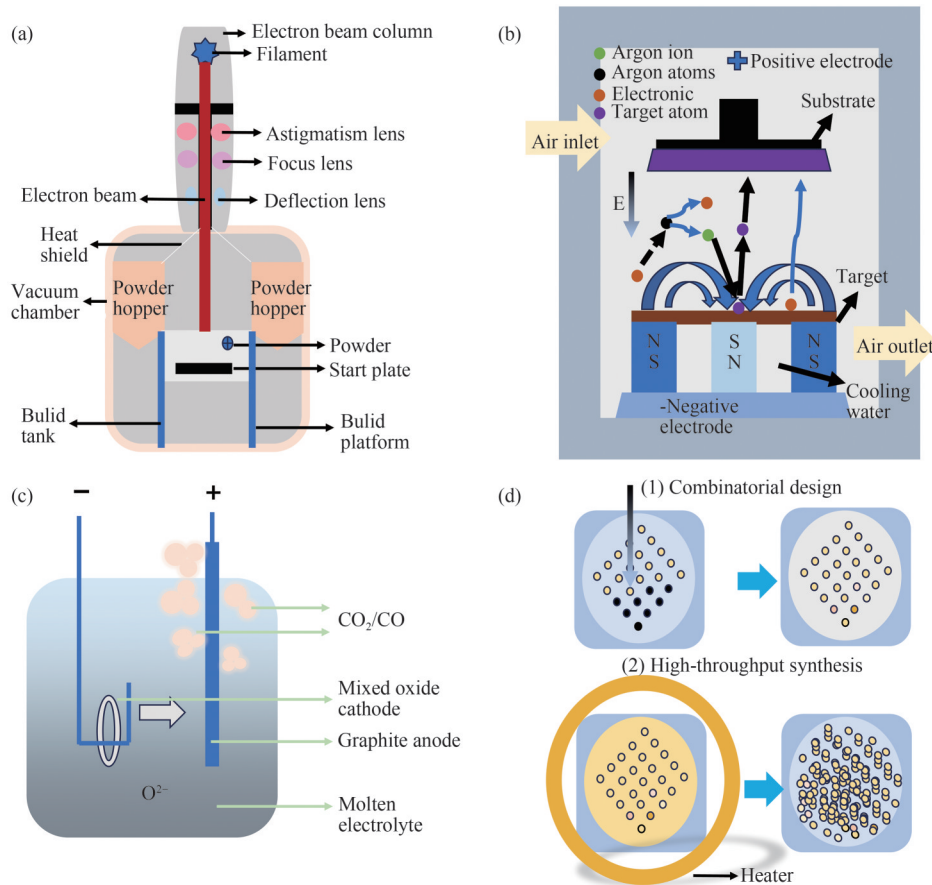 (a)
Electron beam column
Filament
Astigmatism lens
Focus lens
Electron beam
Deflection lens
Heat
shield
Vacuum
chamber
Powder
hopper
Powder
hopper
Powder
Start plate
Bulid
tank
Bulid
platform
(b)
Argon ion
Argon atoms
Electronic
Target atom
Positive electrode
Substrate
Air inlet
E
Target
N
S
S
N
N
S
Air outlet
Cooling
water
-Negative
electrode
(c)
−
+
CO₂/CO
Mixed oxide
cathode
i
Graphite anode
O²⁻
Molten
electrolyte
(d)
(1) Combinatorial design
(2) High-throughput synthesis
Heater